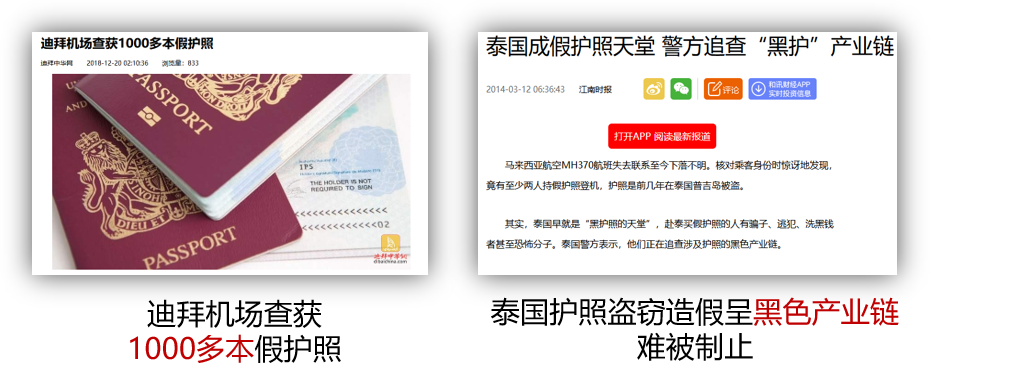 迪拜机场查获1000多本假护照
迪拜中华网 2018-12-20 02:10:36 浏览量：833
PASSPORT
DIEU ET
PASSPORT
IPS
THE HOLDER IS NOT
REQUIRED TO SIGN
<<<<<<<<<<<<<<
<<<<<<<<<<<<02
迪拜中华网
dibaichina.com
迪拜机场查获
1000多本假护照
泰国成假护照天堂 警方追查“黑护”产业链
2014-03-12 06:36:43 江南时报
评论
和讯财经APP
实时投资信息
打开APP 阅读最新报道
马来西亚航空MH370航班失去联系至今下落不明。核对乘客身份时惊讶地发现，
竟有至少两人持假护照登机，护照是前几年在泰国普吉岛被盗。
其实，泰国早就是“黑护照的天堂”，赴泰买假护照的人有骗子、逃犯、洗黑钱
者甚至恐怖分子。泰国警方表示，他们正在追查涉及护照的黑色产业链。
泰国护照盗窃造假呈黑色产业链
难被制止